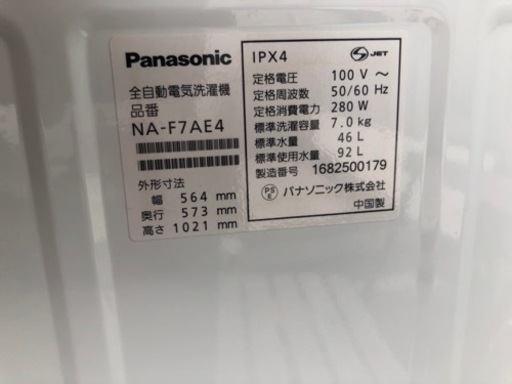 Panasonic
全自動電気洗濯機
品番
NA-F7AE4
外形寸法
幅 564 mm
奥行 573 mm
高さ 1021 mm
IPX4 S JET
定格電圧 100 V ～
定格周波数 50/60 Hz
定格消費電力 280 W
標準洗濯容量 7.0 kg
標準水量 46 L
標準使用水量 92 L
製造番号 1682500179
PS E パナソニック株式会社
中国製